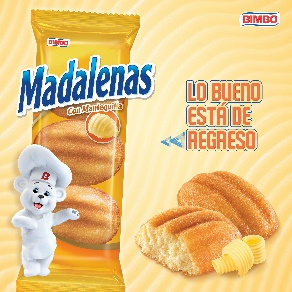 BIMBO
BIMBO
Madalenas
Con Mantequilla
LO BUENO
ESTÁ DE
REGRESO
B